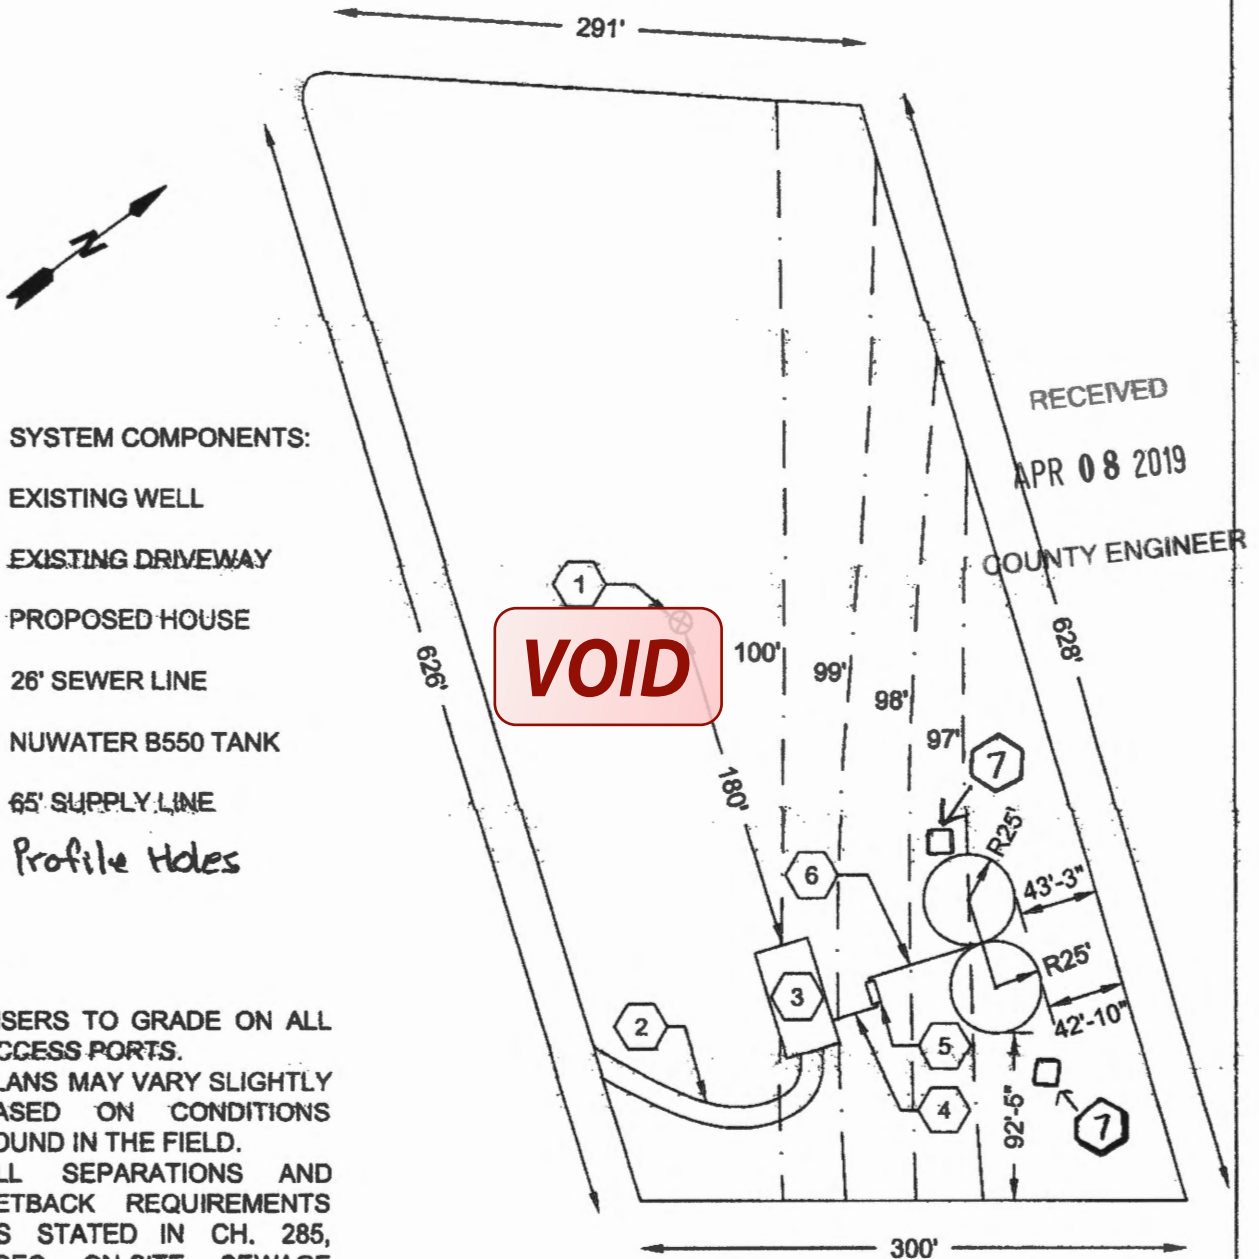 291'
N
RECEIVED
APR 08 2019
COUNTY ENGINEER
SYSTEM COMPONENTS:
EXISTING WELL
EXISTING DRIVEWAY
PROPOSED HOUSE
26' SEWER LINE
NUWATER B550 TANK
65' SUPPLY LINE
Profile Holes
1
VOID
626'
628'
100'
99'
98'
97'
180'
7
R25'
6
43'-3"
R25'
3
42'-10"
2
5
4
92'-5"
7
ISERS TO GRADE ON ALL
CCESS PORTS.
LANS MAY VARY SLIGHTLY
ASED ON CONDITIONS
OUND IN THE FIELD.
LL SEPARATIONS AND
ETBACK REQUIREMENTS
S STATED IN CH. 285,
ON-SITE SEWAGE
300'